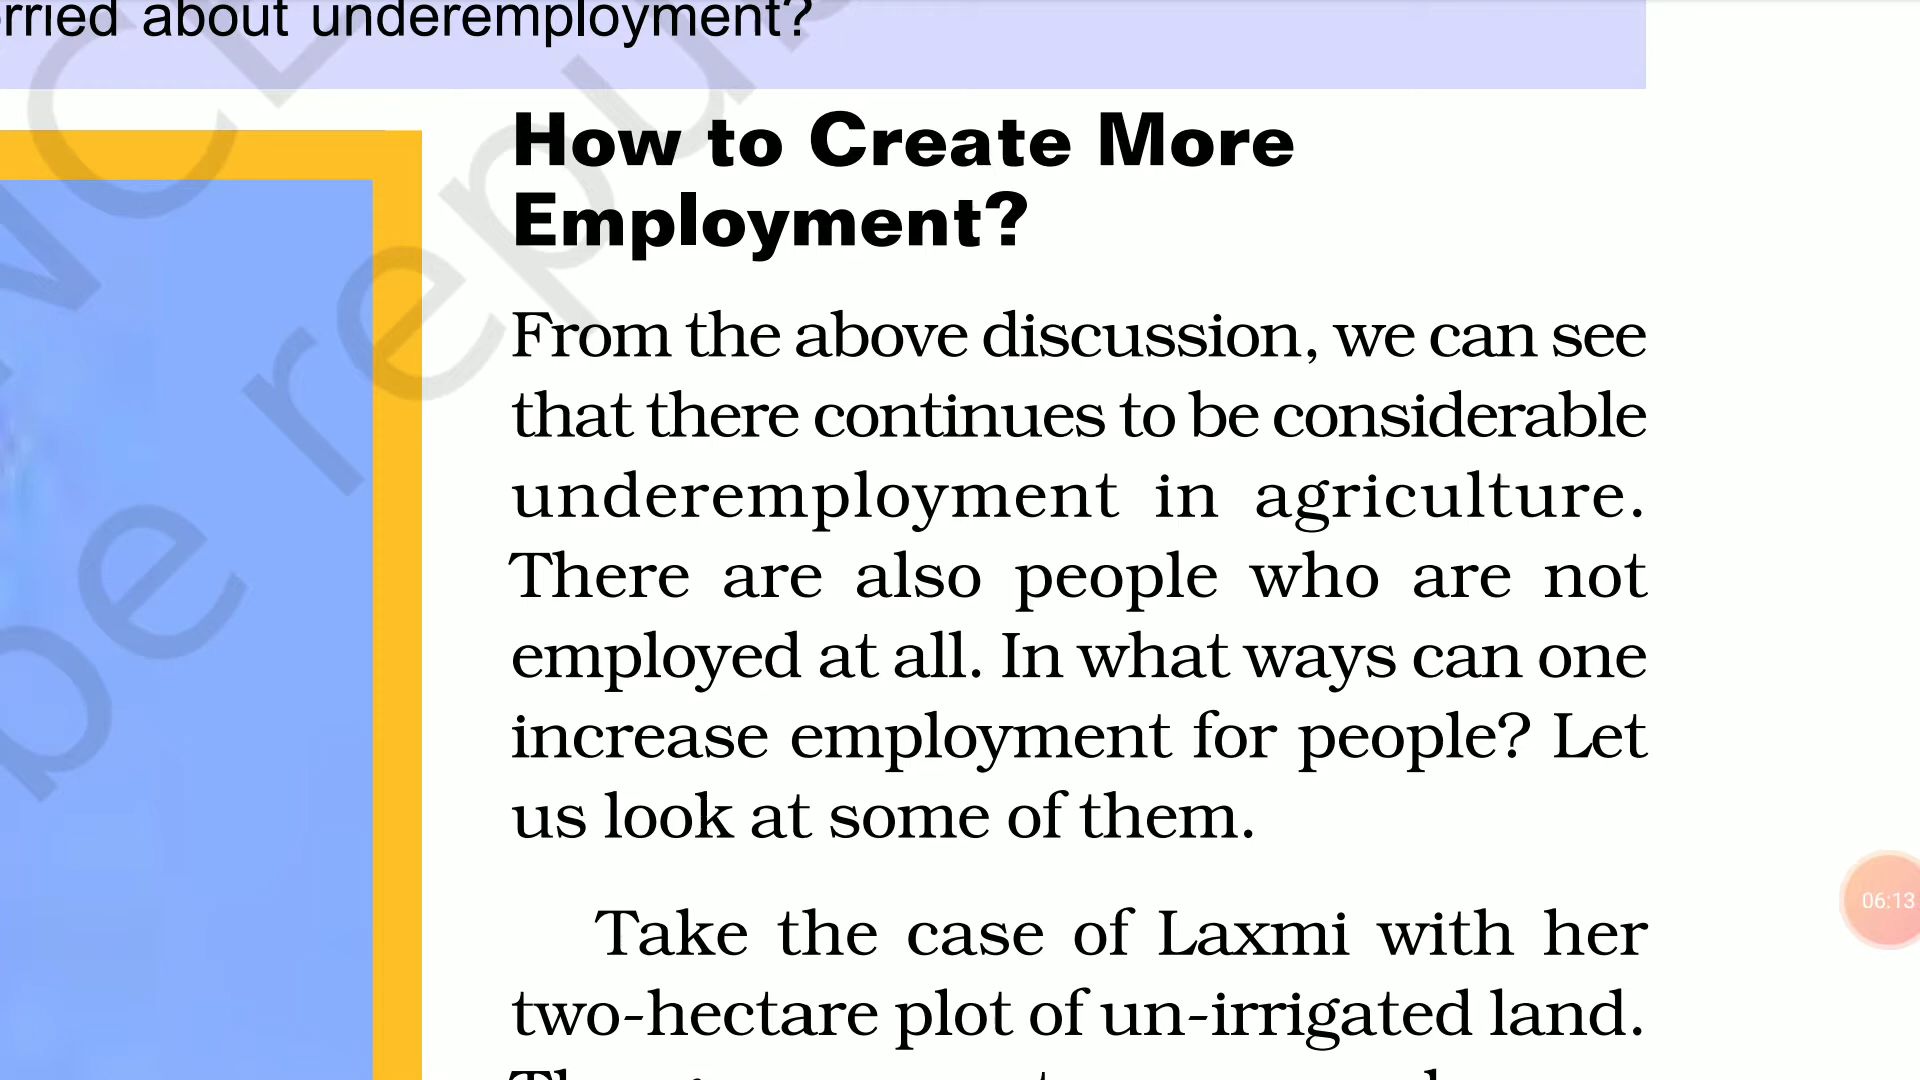 about underemployment?
How to Create More
Employment?
From the above discussion, we can see
that there continues to be considerable
underemployment in agriculture.
There are also people who are not
employed at all. In what ways can one
increase employment for people? Let
us look at some of them.
Take the case of Laxmi with her
two-hectare plot of un-irrigated land.
be repu
06:13